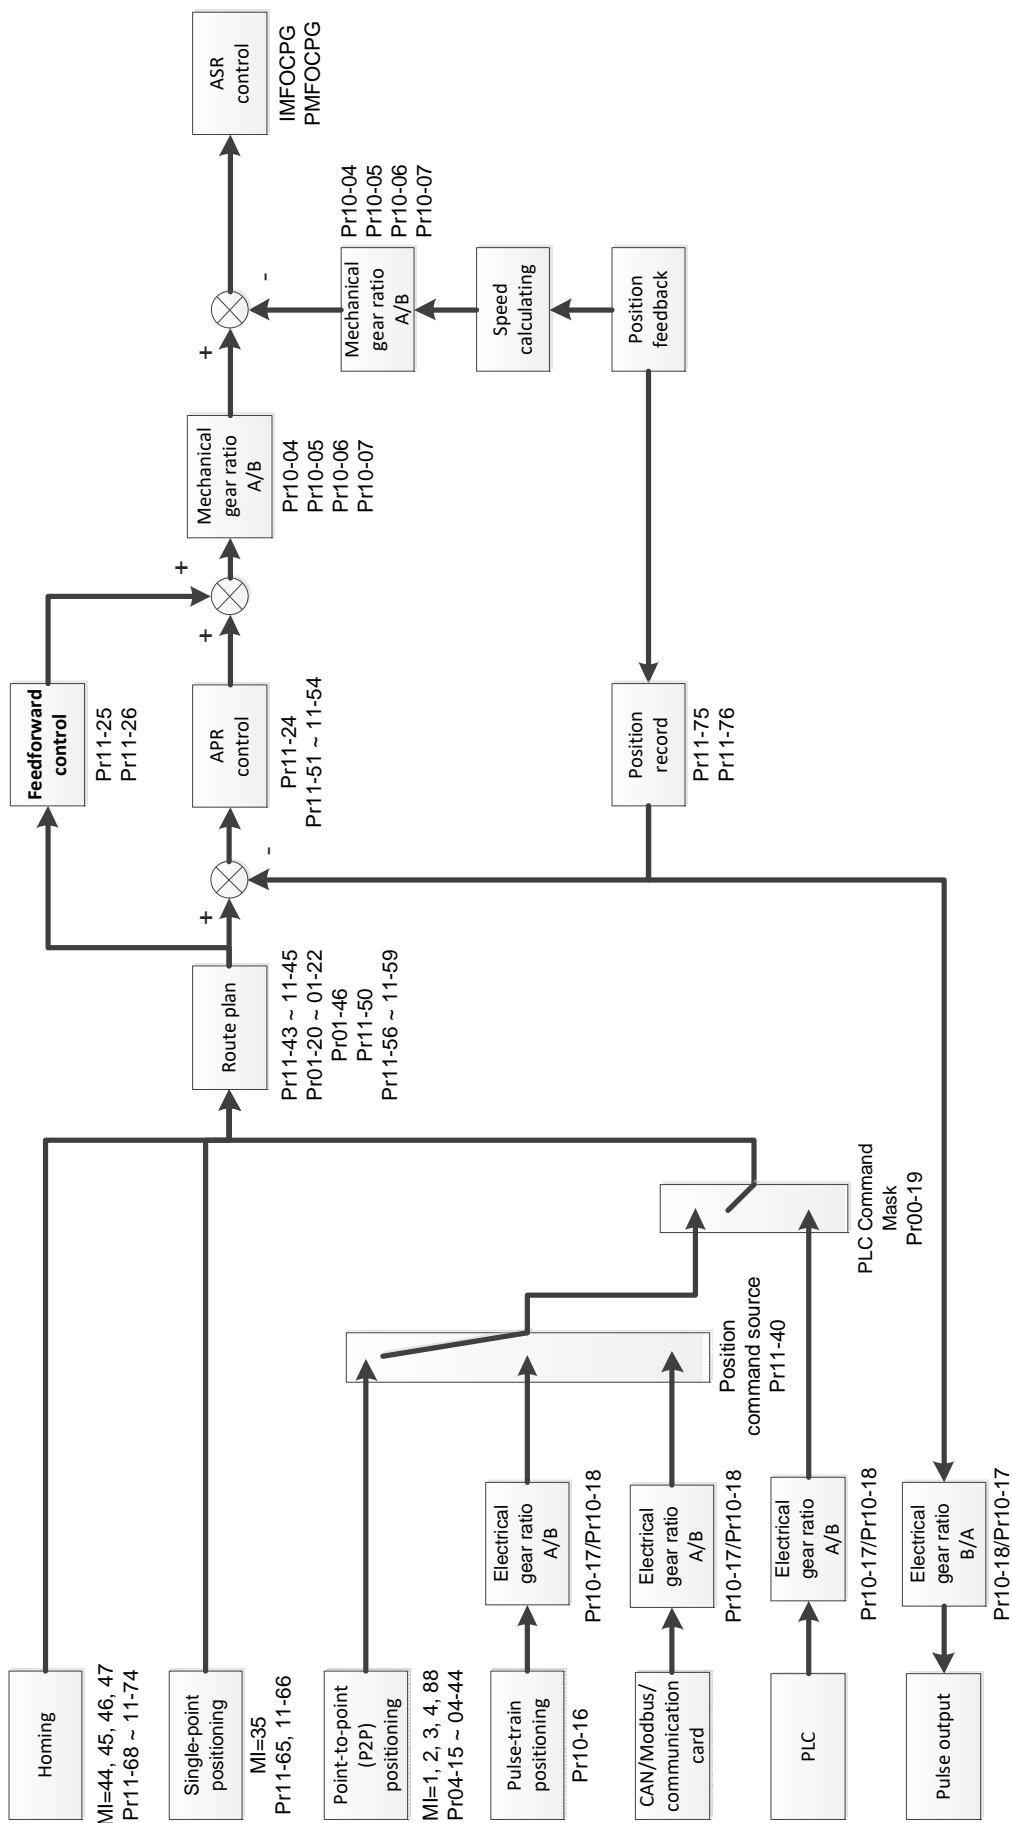 Homing
MI=44, 45, 46, 47
Pr11-68 ~ 11-74
Single-point
positioning
MI=35
Pr11-65, 11-66
Point-to-point
(P2P)
positioning
MI=1, 2, 3, 4, 88
Pr04-15 ~ 04-44
Pulse-train
positioning
Pr10-16
CAN/Modbus/
communication
card
PLC
Pulse output
Electrical
gear ratio
A/B
Pr10-17/Pr10-18
Electrical
gear ratio
A/B
Pr10-17/Pr10-18
Electrical
gear ratio
A/B
Pr10-17/Pr10-18
Electrical
gear ratio
B/A
Pr10-18/Pr10-17
Position
command source
Pr11-40
PLC Command
Mask
Pr00-19
Route plan
Pr11-43 ~ 11-45
Pr01-20 ~ 01-22
Pr01-46
Pr11-50
Pr11-56 ~ 11-59
+
-
Feedforward
control
Pr11-25
Pr11-26
APR
control
Pr11-24
Pr11-51 ~ 11-54
Position
record
Pr11-75
Pr11-76
+
+
Mechanical
gear ratio
A/B
Pr10-04
Pr10-05
Pr10-06
Pr10-07
+
-
Mechanical
gear ratio
A/B
Pr10-04
Pr10-05
Pr10-06
Pr10-07
Speed
calculating
Position
feedback
ASR
control
IMFOCPG
PMFOCPG